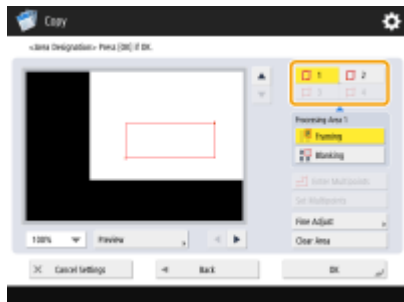 Copy
<Area Designation> Press [OK] if OK.
1
2
3
4
Processing Area 1
Framing
Blanking
Enter Multipoints
Set Multipoints
Fine Adjust
Clear Area
100%
Preview
Cancel Settings
Back
OK